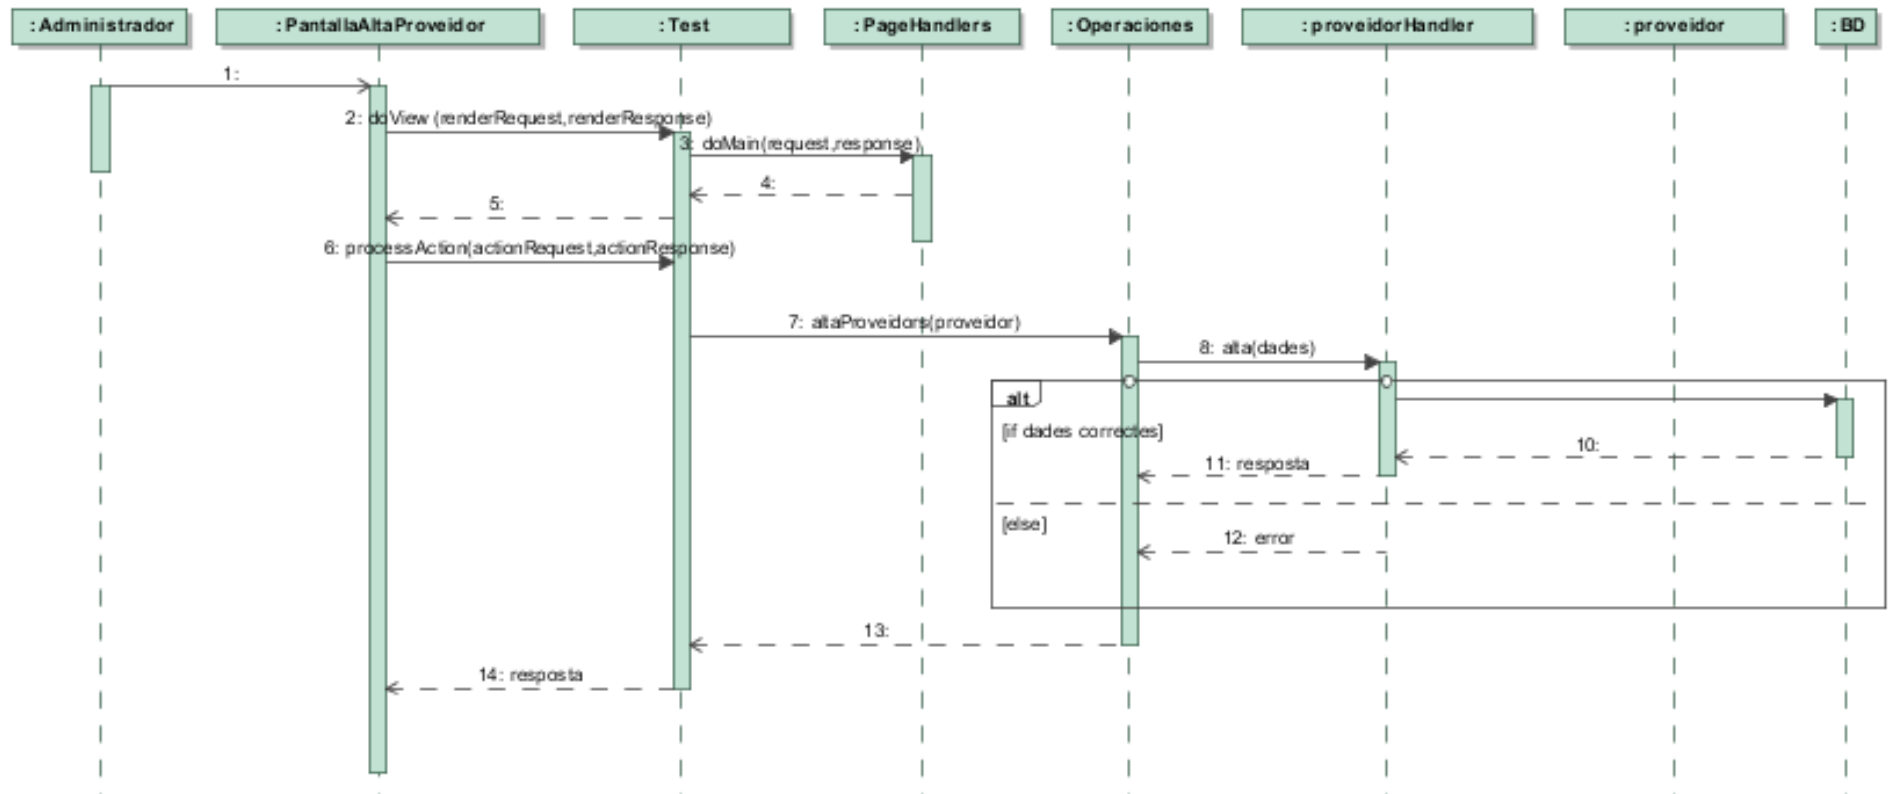 : Administrador
: PantallaAltaProveidor
: Test
: PageHandlers
: Operaciones
: proveidorHandler
: proveidor
: BD
1:
2: doView (renderRequest,renderResponse)
3: doMain(request,response)
4:
5:
6: processAction(actionRequest,actionResponse)
7: altaProveidors(proveidor)
8: alta(dades)
alt
[if dades correctes]
10:
11: resposta
[else]
12: error
13:
14: resposta